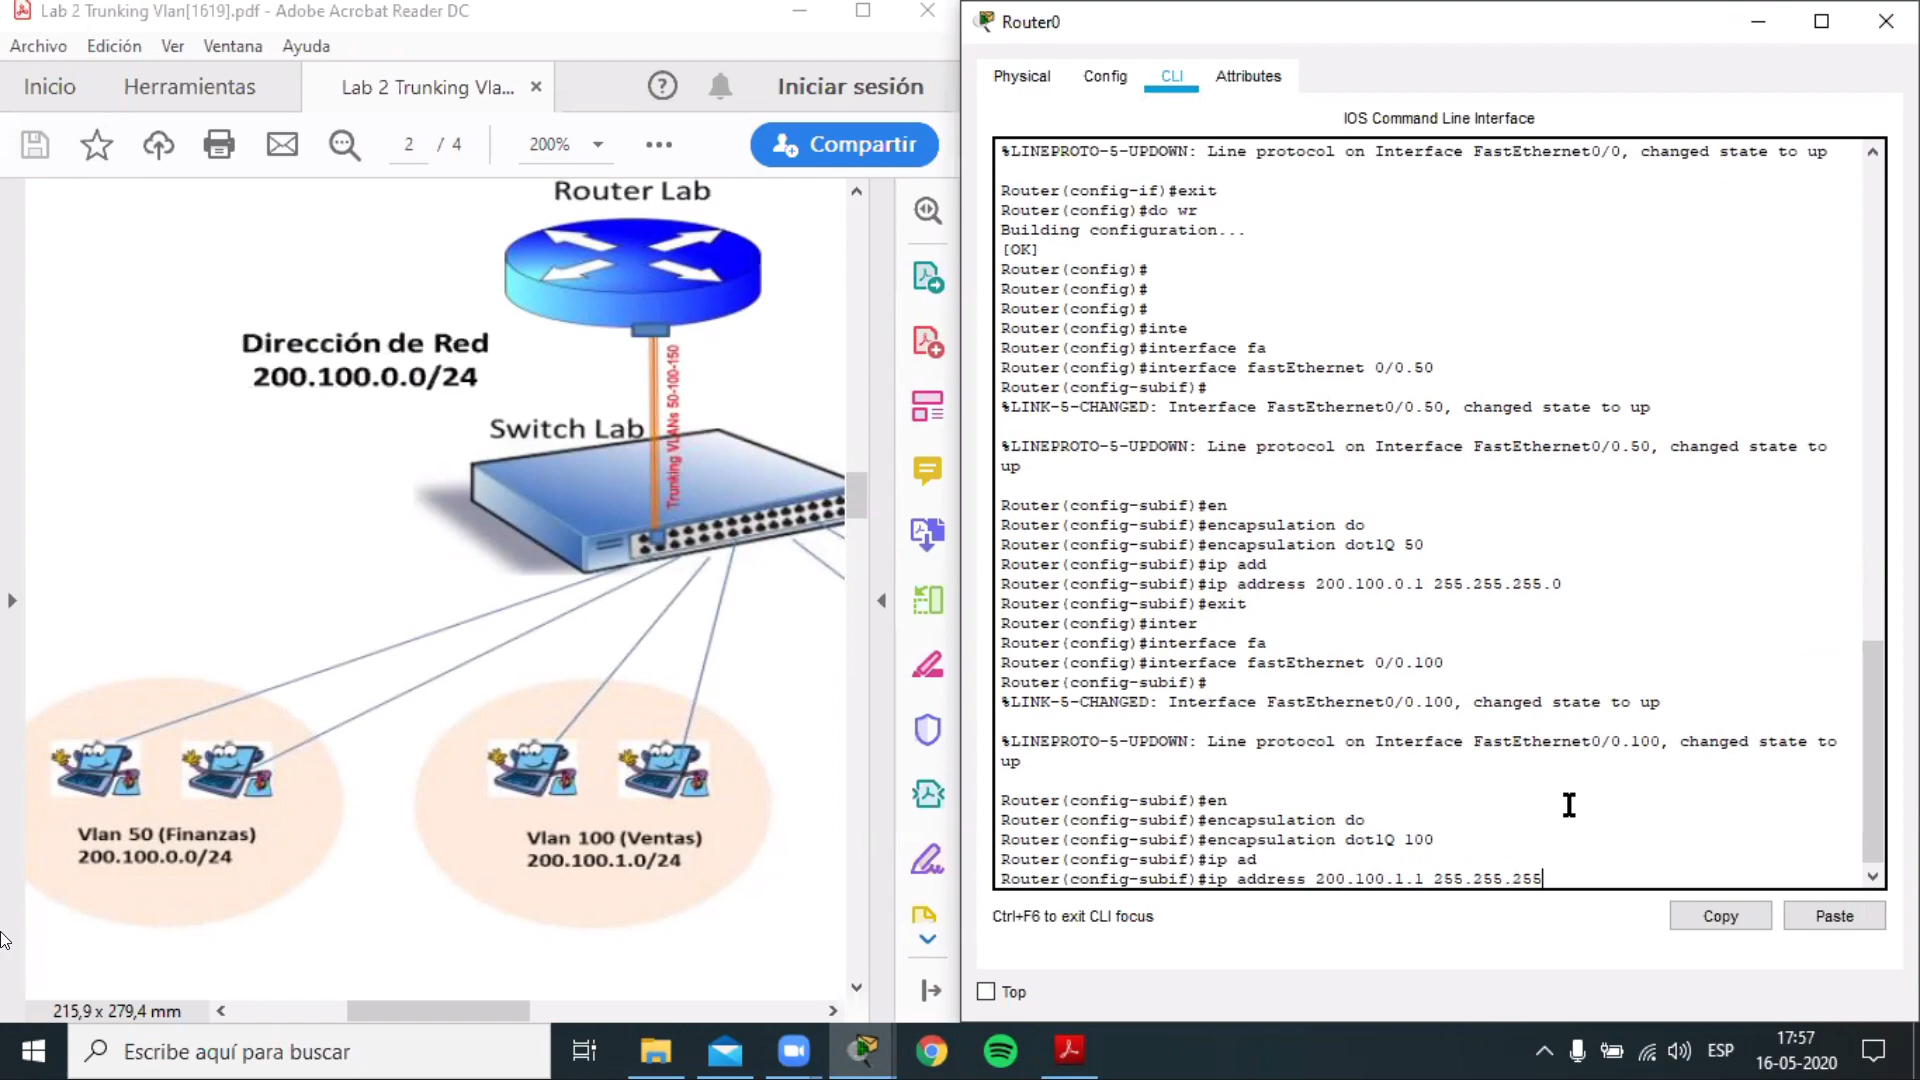 Lab 2 Trunking Vlan[1619].pdf - Adobe Acrobat Reader DC
Archivo Edición Ver Ventana Ayuda
Inicio Herramientas Lab 2 Trunking Vla... Iniciar sesión
2 / 4 200% Compartir
Router Lab
Dirección de Red
200.100.0.0/24
Trunking VLANs 50-100-150
Switch Lab
Vlan 50 (Finanzas)
200.100.0.0/24
Vlan 100 (Ventas)
200.100.1.0/24
215,9 x 279,4 mm
Router0
Physical Config CLI Attributes
IOS Command Line Interface
%LINEPROTO-5-UPDOWN: Line protocol on Interface FastEthernet0/0, changed state to up
Router(config-if)#exit
Router(config)#do wr
Building configuration...
[OK]
Router(config)#
Router(config)#
Router(config)#
Router(config)#inte
Router(config)#interface fa
Router(config)#interface fastEthernet 0/0.50
Router(config-subif)#
%LINK-5-CHANGED: Interface FastEthernet0/0.50, changed state to up
%LINEPROTO-5-UPDOWN: Line protocol on Interface FastEthernet0/0.50, changed state to
up
Router(config-subif)#en
Router(config-subif)#encapsulation do
Router(config-subif)#encapsulation dot1Q 50
Router(config-subif)#ip add
Router(config-subif)#ip address 200.100.0.1 255.255.255.0
Router(config-subif)#exit
Router(config)#inter
Router(config)#interface fa
Router(config)#interface fastEthernet 0/0.100
Router(config-subif)#
%LINK-5-CHANGED: Interface FastEthernet0/0.100, changed state to up
%LINEPROTO-5-UPDOWN: Line protocol on Interface FastEthernet0/0.100, changed state to
up
Router(config-subif)#en
Router(config-subif)#encapsulation do
Router(config-subif)#encapsulation dot1Q 100
Router(config-subif)#ip ad
Router(config-subif)#ip address 200.100.1.1 255.255.255
Ctrl+F6 to exit CLI focus
Copy Paste
Top
Escribe aquí para buscar
ESP
17:57
16-05-2020